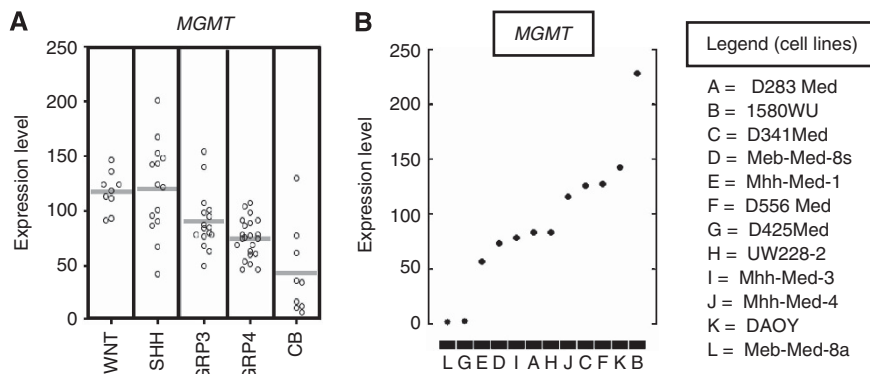 A
MGMT
Expression level
250
200
150
100
50
0
WNT
SHH
GRP3
GRP4
CB
B
MGMT
Expression level
250
200
150
100
50
0
L G E D I A H J C F K B
Legend (cell lines)
A = D283 Med
B = 1580WU
C = D341Med
D = Meb-Med-8s
E = Mhh-Med-1
F = D556 Med
G = D425Med
H = UW228-2
I = Mhh-Med-3
J = Mhh-Med-4
K = DAOY
L = Meb-Med-8a